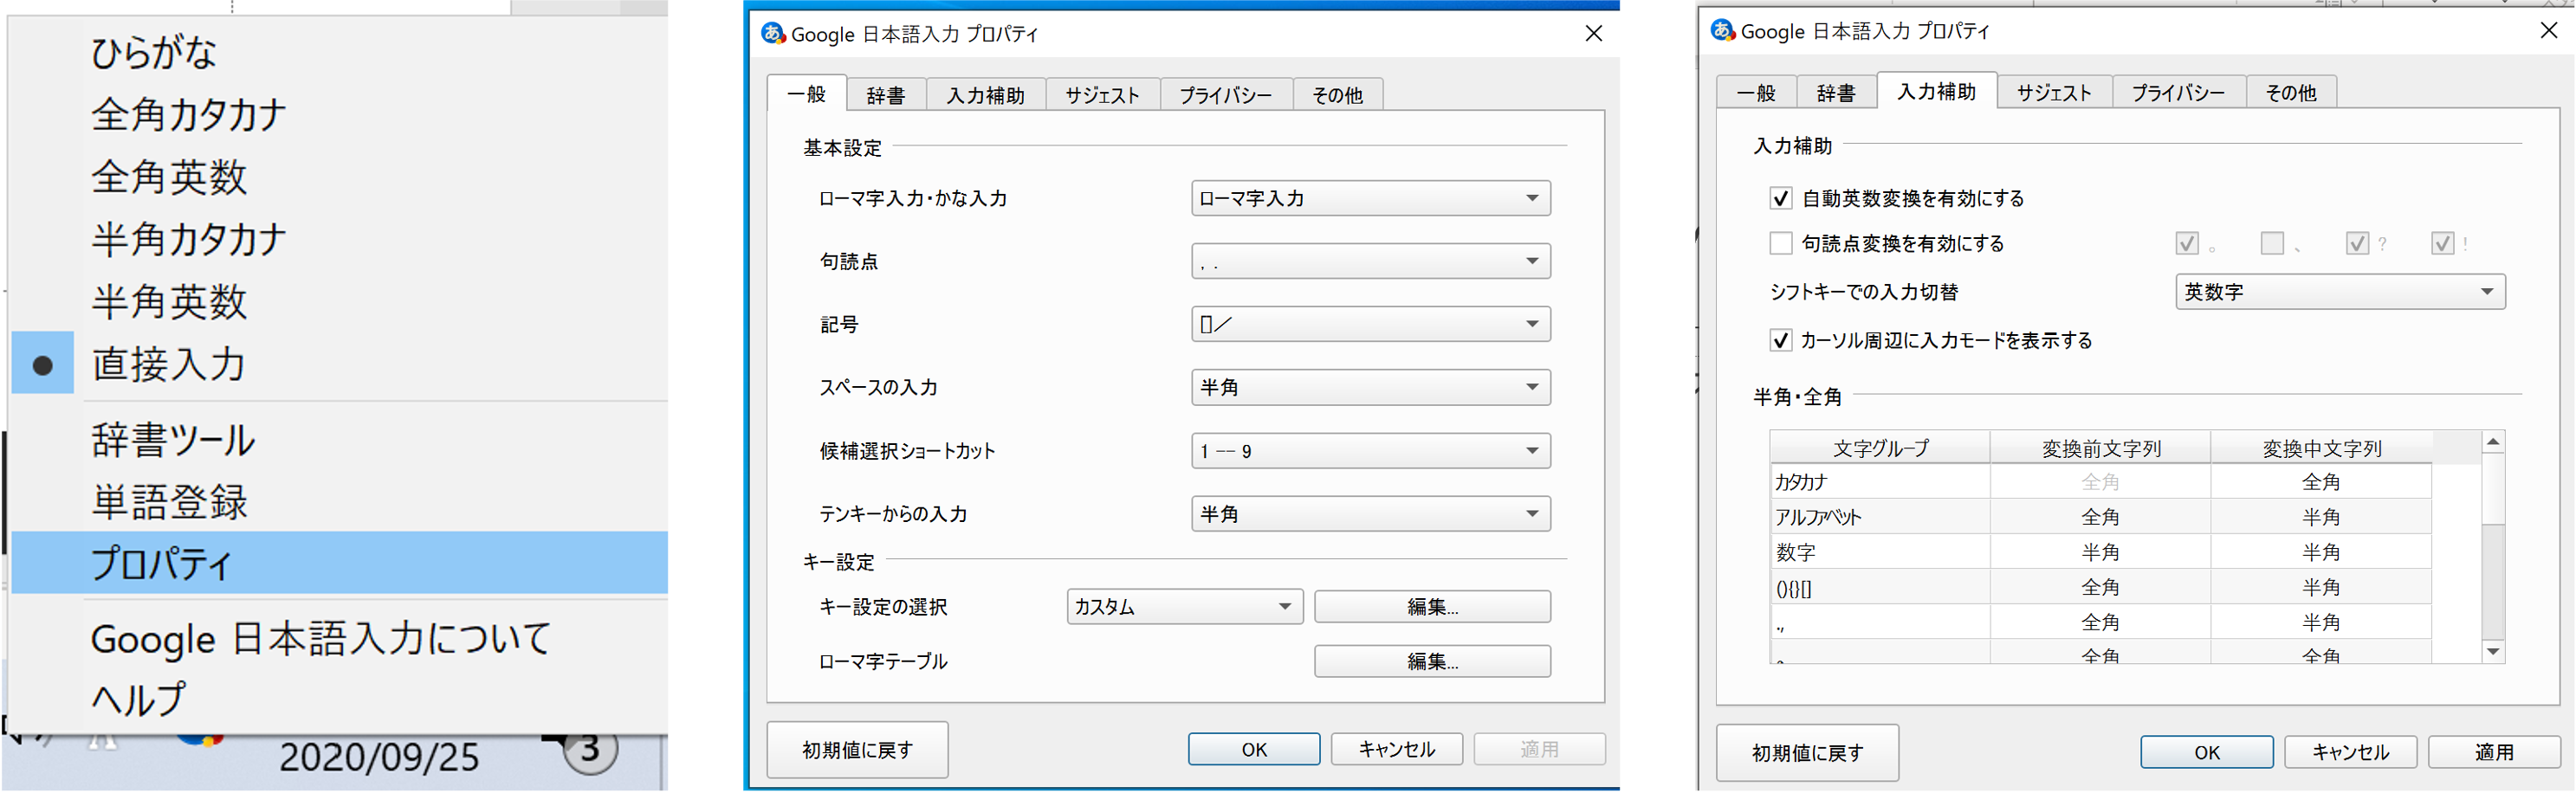 ひらがな
全角カタカナ
全角英数
半角カタカナ
半角英数
直接入力
辞書ツール
単語登録
プロパティ
Google 日本語入力について
ヘルプ
A
2020/09/25
3
Google 日本語入力 プロパティ
一般 辞書 入力補助 サジェスト プライバシー その他
基本設定
ローマ字入力・かな入力 ローマ字入力
句読点 , .
記号 []／
スペースの入力 半角
候補選択ショートカット 1 -- 9
テンキーからの入力 半角
キー設定
キー設定の選択 カスタム 編集...
ローマ字テーブル 編集...
初期値に戻す OK キャンセル 適用
Google 日本語入力 プロパティ
一般 辞書 入力補助 サジェスト プライバシー その他
入力補助
自動英数変換を有効にする
句読点変換を有効にする 。 、 ? !
シフトキーでの入力切替 英数字
カーソル周辺に入力モードを表示する
半角・全角
文字グループ 変換前文字列 変換中文字列
カタカナ 全角 全角
アルファベット 全角 半角
数字 半角 半角
(){}[] 全角 半角
., 全角 半角
全角 全角
初期値に戻す OK キャンセル 適用